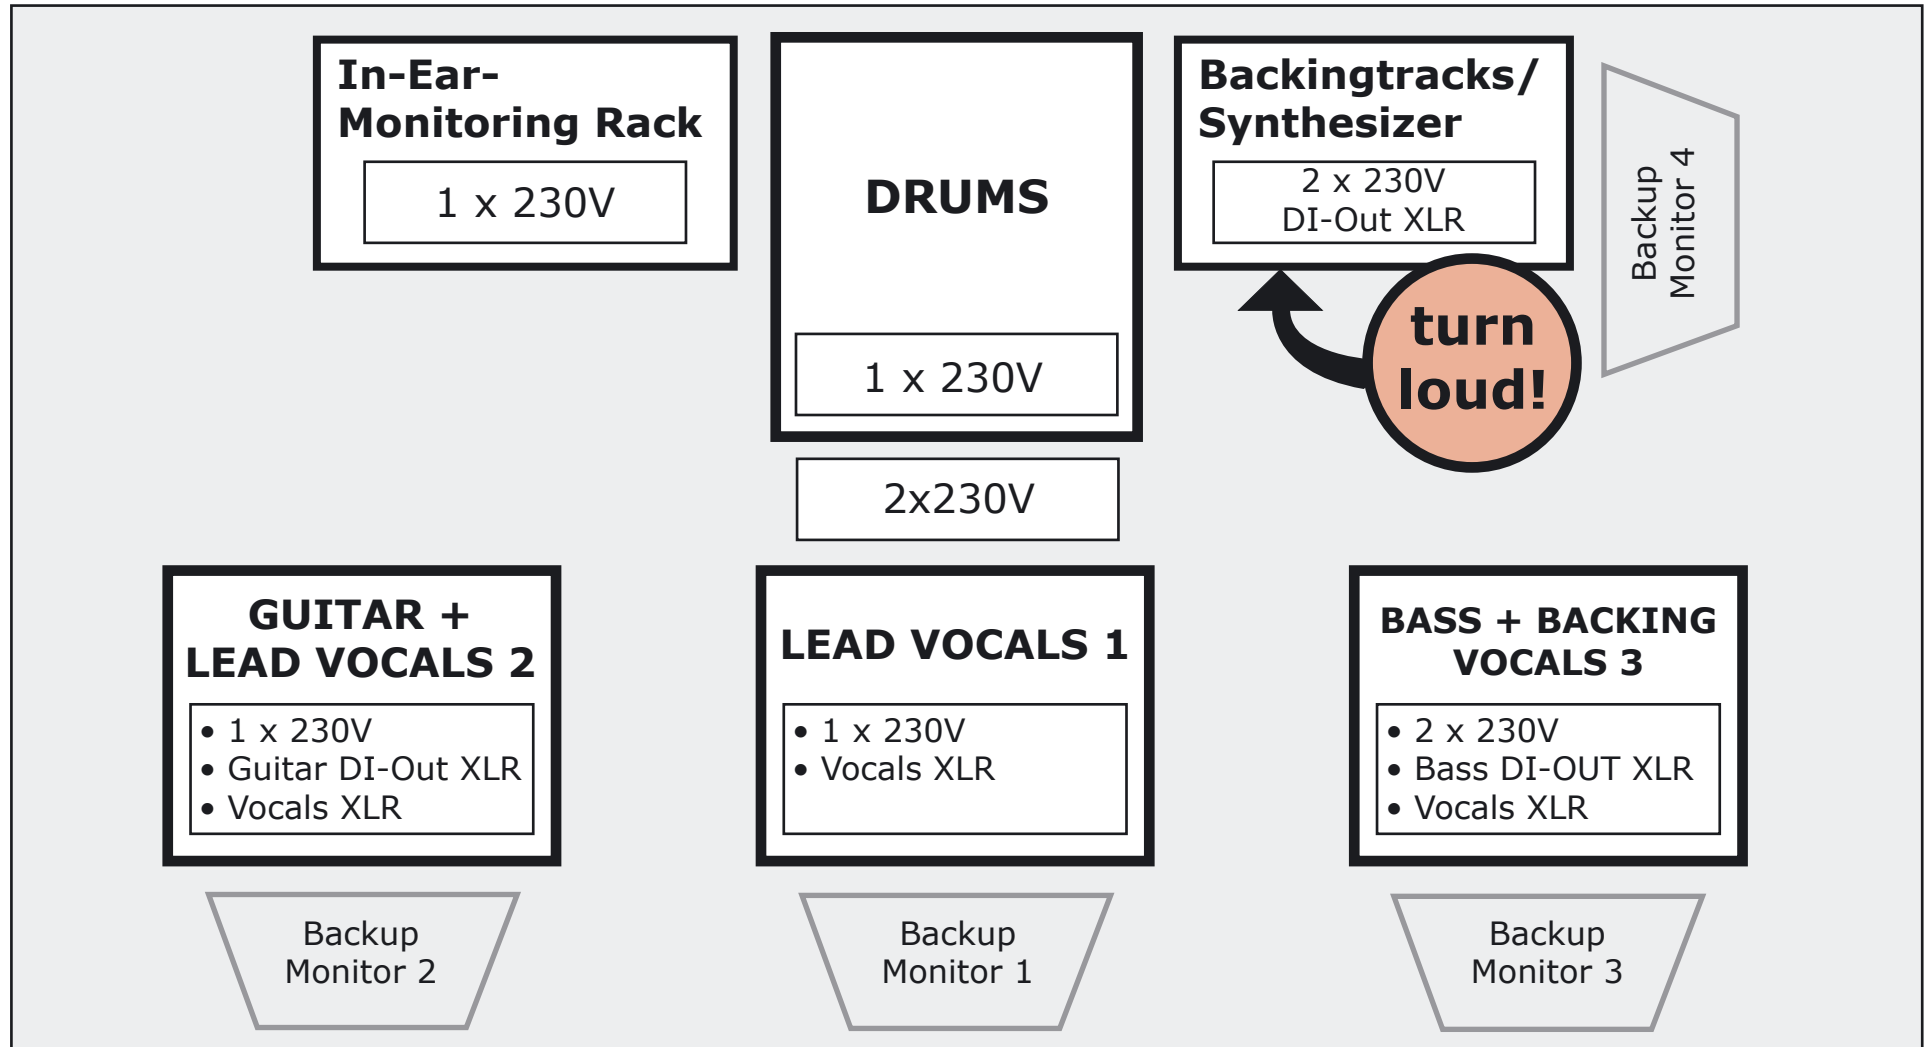 In-Ear-
Monitoring Rack
1 x 230V
DRUMS
1 x 230V
2x230V
Backingtracks/
Synthesizer
2 x 230V
DI-Out XLR
turn
loud!
Backup
Monitor 4
GUITAR +
LEAD VOCALS 2
• 1 x 230V
• Guitar DI-Out XLR
• Vocals XLR
LEAD VOCALS 1
• 1 x 230V
• Vocals XLR
BASS + BACKING
VOCALS 3
• 2 x 230V
• Bass DI-OUT XLR
• Vocals XLR
Backup
Monitor 2
Backup
Monitor 1
Backup
Monitor 3